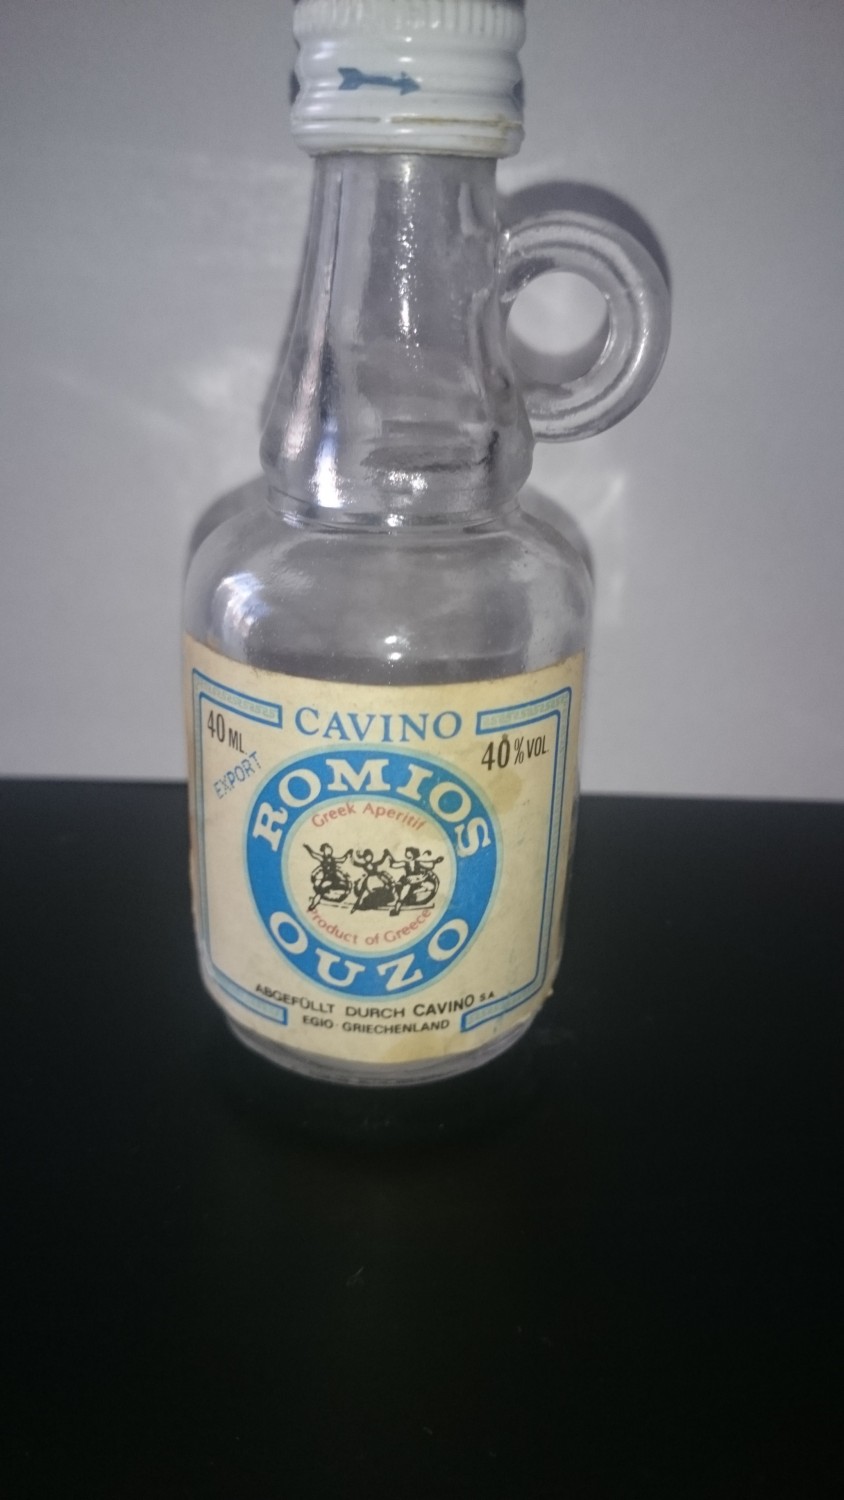 CAVINO
40 ML
40% VOL.
EXPORT
ROMIOS
Greek Aperitif
Product of Greece
OUZO
ABGEFÜLLT DURCH CAVINO S.A.
EGIO - GRIECHENLAND